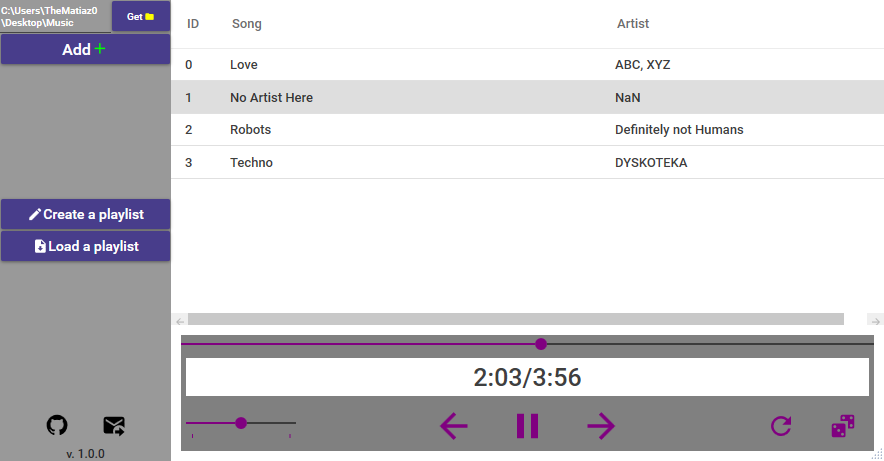 C:\Users\TheMatiaz0
\Desktop\Music
Get
Add
Create a playlist
Load a playlist
v. 1.0.0
ID Song Artist
0 Love ABC, XYZ
1 No Artist Here NaN
2 Robots Definitely not Humans
3 Techno DYSKOTEKA
2:03/3:56